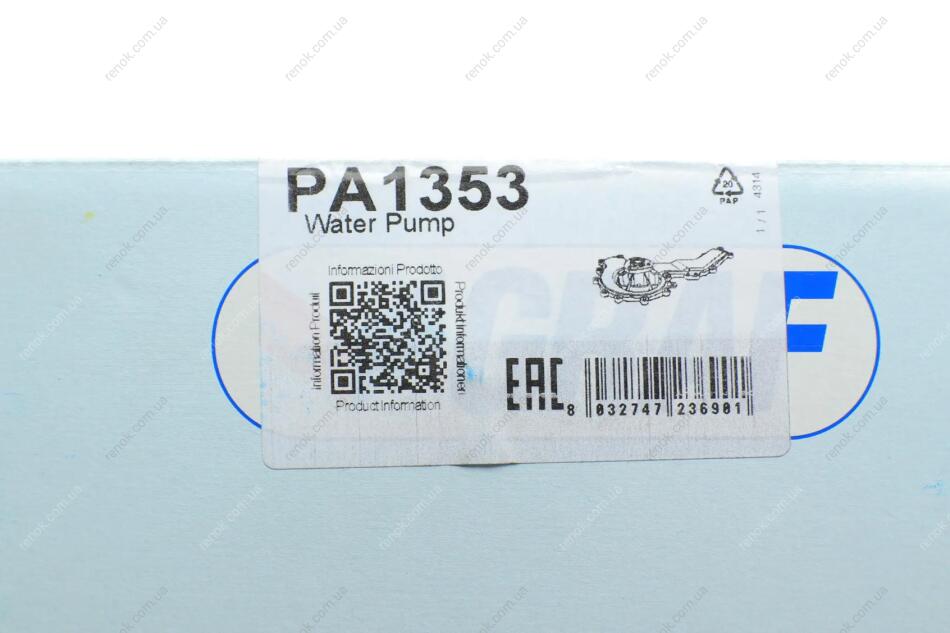 PA1353
Water Pump
20
PAP
1 / 1 4314
Informazioni Prodotto
Information Produit
Produktinformationen
Product Information
GRAF
EAC
8 032747 236901
renok.com.ua